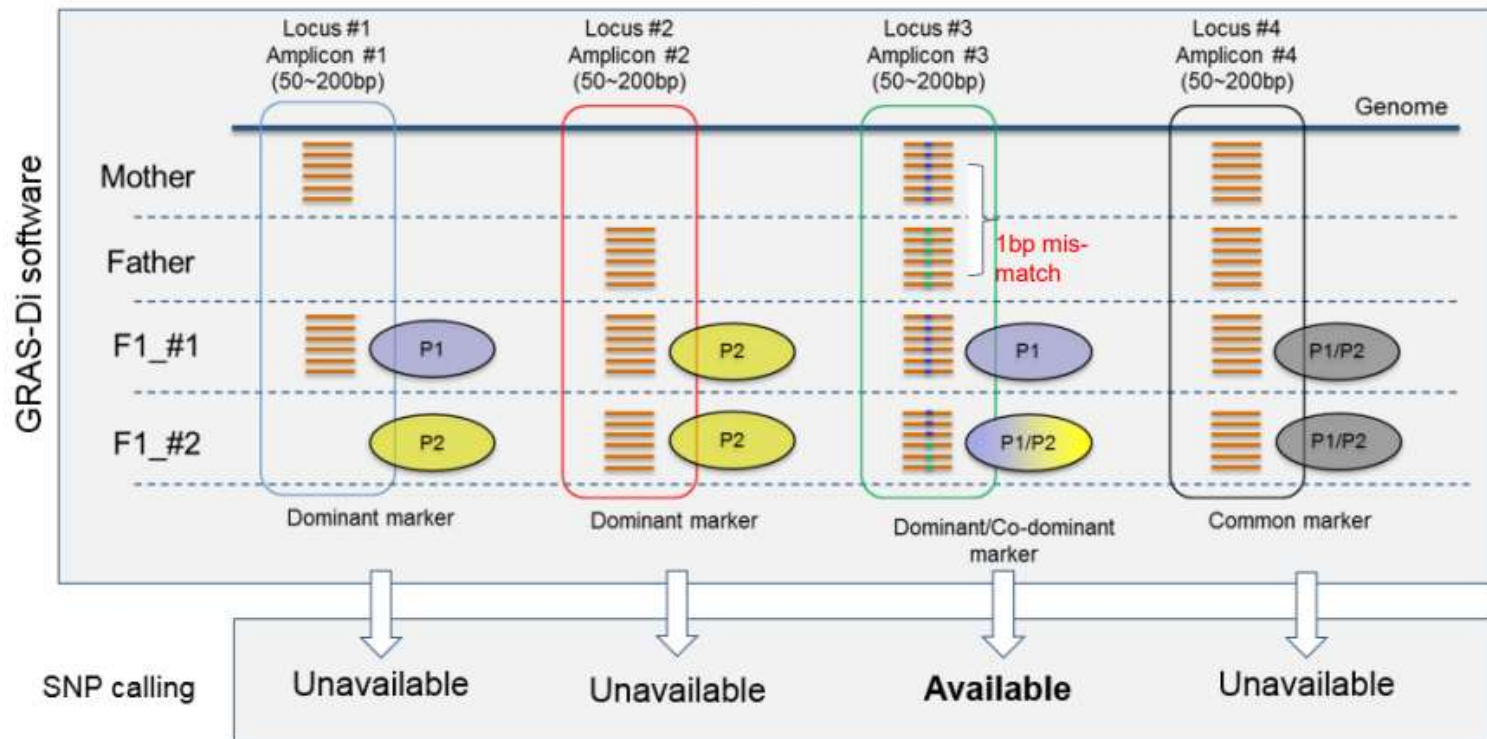 Locus #1
Amplicon #1
(50~200bp)
Locus #2
Amplicon #2
(50~200bp)
Locus #3
Amplicon #3
(50~200bp)
Locus #4
Amplicon #4
(50~200bp)
Genome
GRAS-Di software
Mother
Father
1bp mis-
match
F1_#1
P1
P2
P1
P1/P2
F1_#2
P2
P2
P1/P2
P1/P2
Dominant marker
Dominant marker
Dominant/Co-dominant
marker
Common marker
SNP calling
Unavailable
Unavailable
Available
Unavailable